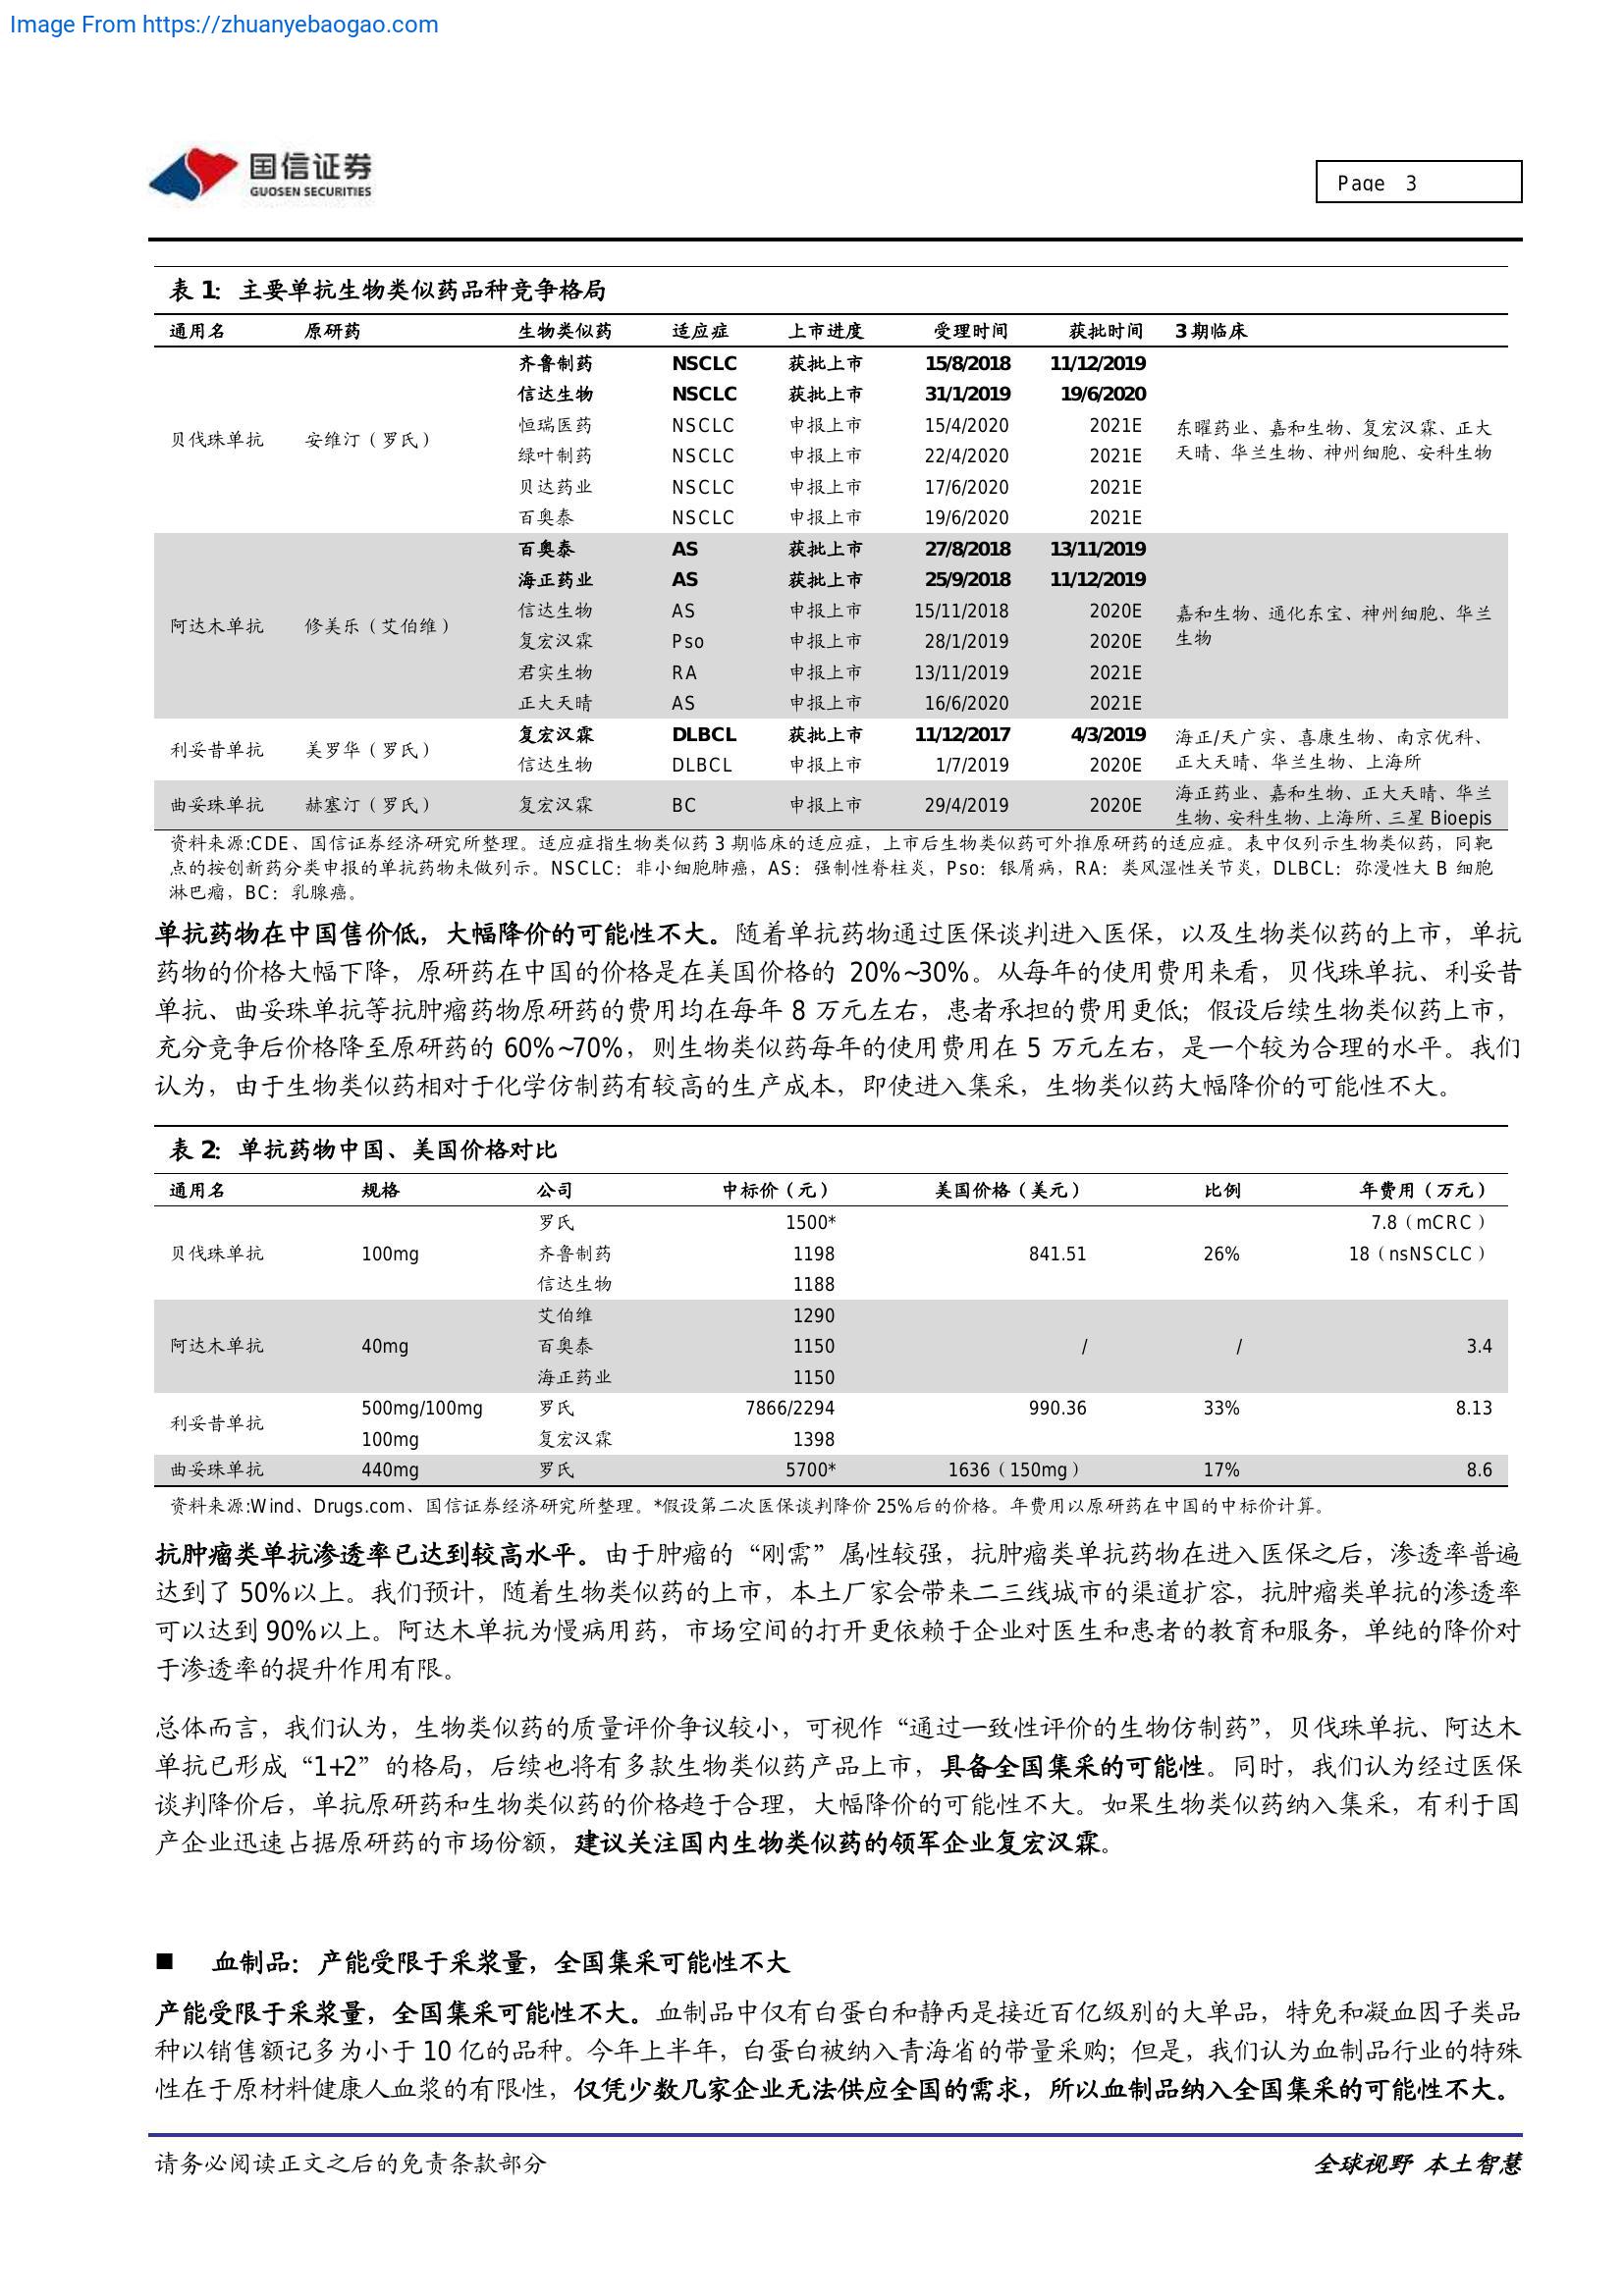 Image From https://zhuanyebaogao.com
国信证券
GUOSEN SECURITIES
Page 3
表 1：主要单抗生物类似药品种竞争格局
通用名 原研药 生物类似药 适应症 上市进度 受理时间 获批时间 3 期临床
齐鲁制药 NSCLC 获批上市 15/8/2018 11/12/2019
信达生物 NSCLC 获批上市 31/1/2019 19/6/2020
恒瑞医药 NSCLC 申报上市 15/4/2020 2021E
贝伐珠单抗 安维汀（罗氏） 东曜药业、嘉和生物、复宏汉霖、正大
天晴、华兰生物、神州细胞、安科生物
绿叶制药 NSCLC 申报上市 22/4/2020 2021E
贝达药业 NSCLC 申报上市 17/6/2020 2021E
百奥泰 NSCLC 申报上市 19/6/2020 2021E
百奥泰 AS 获批上市 27/8/2018 13/11/2019
海正药业 AS 获批上市 25/9/2018 11/12/2019
信达生物 AS 申报上市 15/11/2018 2020E
阿达木单抗 修美乐（艾伯维） 嘉和生物、通化东宝、神州细胞、华兰
生物
复宏汉霖 Pso 申报上市 28/1/2019 2020E
君实生物 RA 申报上市 13/11/2019 2021E
正大天晴 AS 申报上市 16/6/2020 2021E
复宏汉霖 DLBCL 获批上市 11/12/2017 4/3/2019
利妥昔单抗 美罗华（罗氏） 海正/天广实、喜康生物、南京优科、
正大天晴、华兰生物、上海所
信达生物 DLBCL 申报上市 1/7/2019 2020E
曲妥珠单抗 赫塞汀（罗氏） 复宏汉霖 BC 申报上市 29/4/2019 2020E 海正药业、嘉和生物、正大天晴、华兰
生物、安科生物、上海所、三星 Bioepis
资料来源:CDE、国信证券经济研究所整理。适应症指生物类似药 3 期临床的适应症，上市后生物类似药可外推原研药的适应症。表中仅列示生物类似药，同靶
点的按创新药分类申报的单抗药物未做列示。NSCLC：非小细胞肺癌，AS：强制性脊柱炎，Pso：银屑病，RA：类风湿性关节炎，DLBCL：弥漫性大 B 细胞
淋巴瘤，BC：乳腺癌。
单抗药物在中国售价低，大幅降价的可能性不大。随着单抗药物通过医保谈判进入医保，以及生物类似药的上市，单抗
药物的价格大幅下降，原研药在中国的价格是在美国价格的 20%~30%。从每年的使用费用来看，贝伐珠单抗、利妥昔
单抗、曲妥珠单抗等抗肿瘤药物原研药的费用均在每年 8 万元左右，患者承担的费用更低；假设后续生物类似药上市，
充分竞争后价格降至原研药的 60%~70%，则生物类似药每年的使用费用在 5 万元左右，是一个较为合理的水平。我们
认为，由于生物类似药相对于化学仿制药有较高的生产成本，即使进入集采，生物类似药大幅降价的可能性不大。
表 2：单抗药物中国、美国价格对比
通用名 规格 公司 中标价（元） 美国价格（美元） 比例 年费用（万元）
罗氏 1500* 7.8（mCRC）
贝伐珠单抗 100mg 齐鲁制药 1198 841.51 26% 18（nsNSCLC）
信达生物 1188
艾伯维 1290
阿达木单抗 40mg 百奥泰 1150 / / 3.4
海正药业 1150
利妥昔单抗 500mg/100mg 罗氏 7866/2294 990.36 33% 8.13
100mg 复宏汉霖 1398
曲妥珠单抗 440mg 罗氏 5700* 1636（150mg） 17% 8.6
资料来源:Wind、Drugs.com、国信证券经济研究所整理。*假设第二次医保谈判降价 25%后的价格。年费用以原研药在中国的中标价计算。
抗肿瘤类单抗渗透率已达到较高水平。由于肿瘤的“刚需”属性较强，抗肿瘤类单抗药物在进入医保之后，渗透率普遍
达到了 50%以上。我们预计，随着生物类似药的上市，本土厂家会带来二三线城市的渠道扩容，抗肿瘤类单抗的渗透率
可以达到 90%以上。阿达木单抗为慢病用药，市场空间的打开更依赖于企业对医生和患者的教育和服务，单纯的降价对
于渗透率的提升作用有限。
总体而言，我们认为，生物类似药的质量评价争议较小，可视作“通过一致性评价的生物仿制药”，贝伐珠单抗、阿达木
单抗已形成“1+2”的格局，后续也将有多款生物类似药产品上市，具备全国集采的可能性。同时，我们认为经过医保
谈判降价后，单抗原研药和生物类似药的价格趋于合理，大幅降价的可能性不大。如果生物类似药纳入集采，有利于国
产企业迅速占据原研药的市场份额，建议关注国内生物类似药的领军企业复宏汉霖。
■ 血制品：产能受限于采浆量，全国集采可能性不大
产能受限于采浆量，全国集采可能性不大。血制品中仅有白蛋白和静丙是接近百亿级别的大单品，特免和凝血因子类品
种以销售额记多为小于 10 亿的品种。今年上半年，白蛋白被纳入青海省的带量采购；但是，我们认为血制品行业的特殊
性在于原材料健康人血浆的有限性，仅凭少数几家企业无法供应全国的需求，所以血制品纳入全国集采的可能性不大。
请务必阅读正文之后的免责条款部分 全球视野 本土智慧